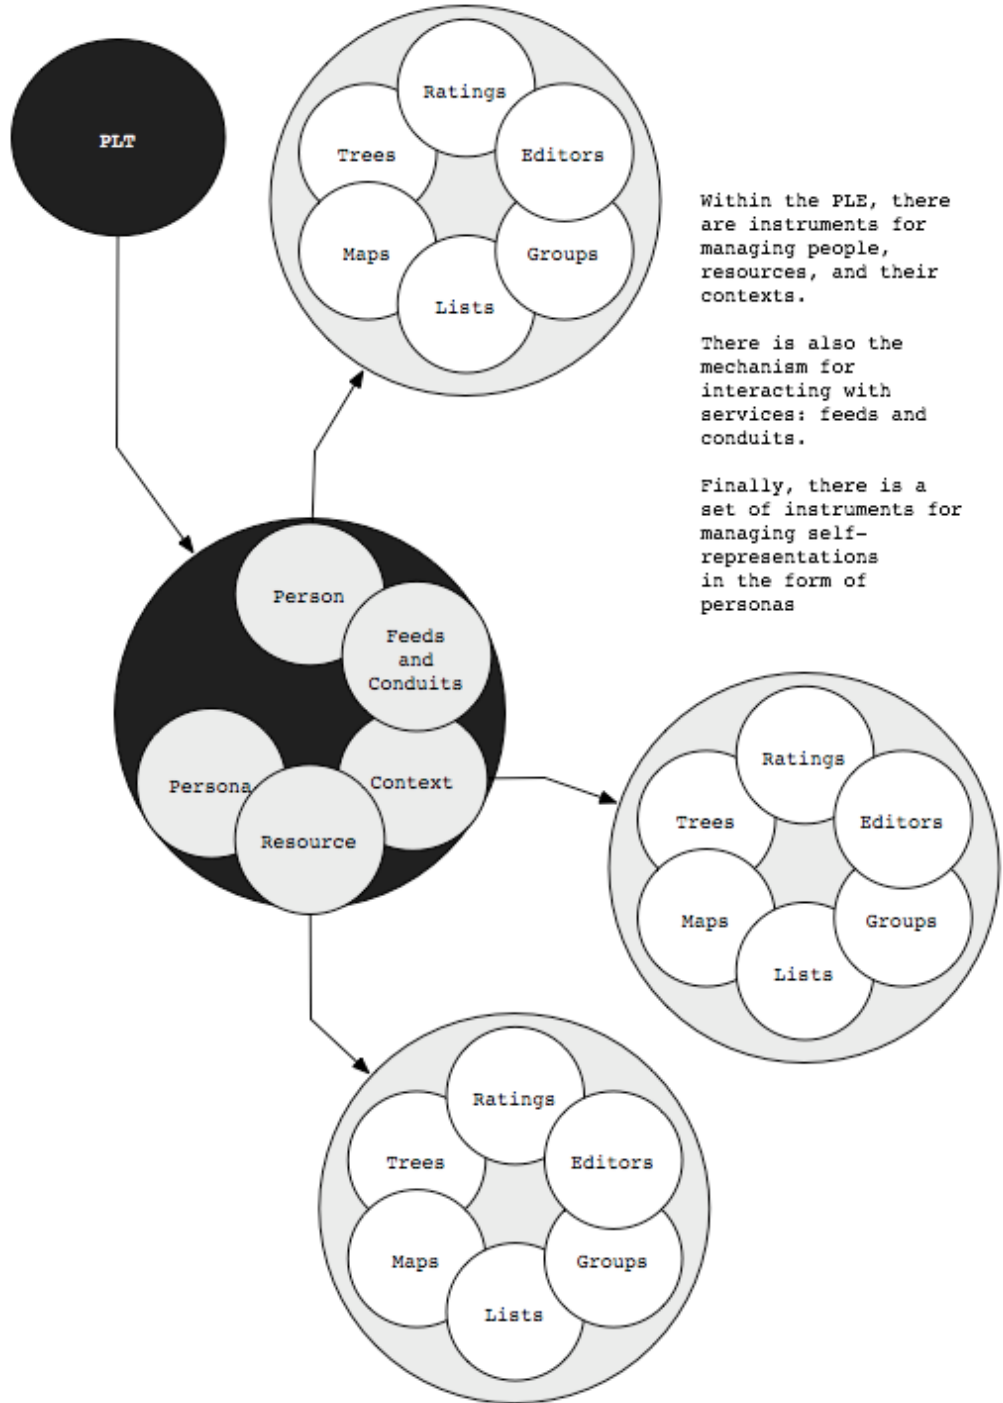 PLT
Ratings
Trees
Editors
Maps
Groups
Lists
Within the PLE, there
are instruments for
managing people,
resources, and their
contexts.
There is also the
mechanism for
interacting with
services: feeds and
conduits.
Finally, there is a
set of instruments for
managing self-
representations
in the form of
personas
Person
Feeds
and
Conduits
Persona
Context
Resource
Ratings
Trees
Editors
Maps
Groups
Lists
Ratings
Trees
Editors
Maps
Groups
Lists